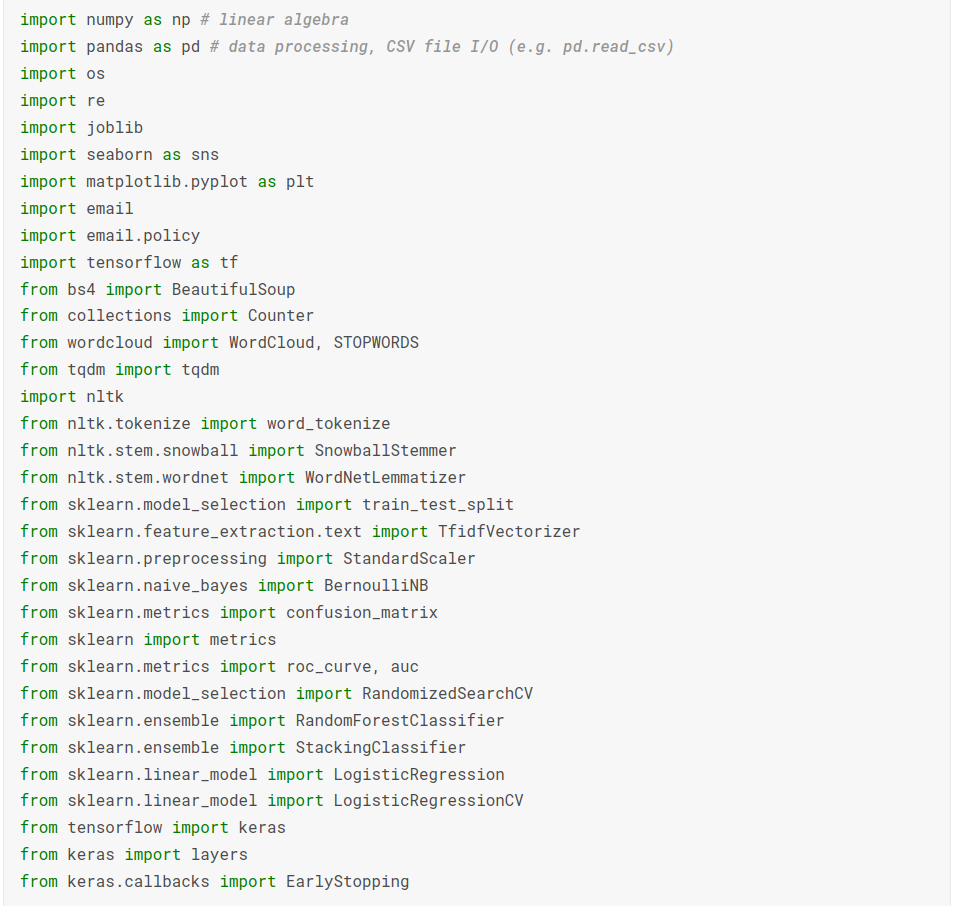 import numpy as np # linear algebra
import pandas as pd # data processing, CSV file I/O (e.g. pd.read_csv)
import os
import re
import joblib
import seaborn as sns
import matplotlib.pyplot as plt
import email
import email.policy
import tensorflow as tf
from bs4 import BeautifulSoup
from collections import Counter
from wordcloud import WordCloud, STOPWORDS
from tqdm import tqdm
import nltk
from nltk.tokenize import word_tokenize
from nltk.stem.snowball import SnowballStemmer
from nltk.stem.wordnet import WordNetLemmatizer
from sklearn.model_selection import train_test_split
from sklearn.feature_extraction.text import TfidfVectorizer
from sklearn.preprocessing import StandardScaler
from sklearn.naive_bayes import BernoulliNB
from sklearn.metrics import confusion_matrix
from sklearn import metrics
from sklearn.metrics import roc_curve, auc
from sklearn.model_selection import RandomizedSearchCV
from sklearn.ensemble import RandomForestClassifier
from sklearn.ensemble import StackingClassifier
from sklearn.linear_model import LogisticRegression
from sklearn.linear_model import LogisticRegressionCV
from tensorflow import keras
from keras import layers
from keras.callbacks import EarlyStopping